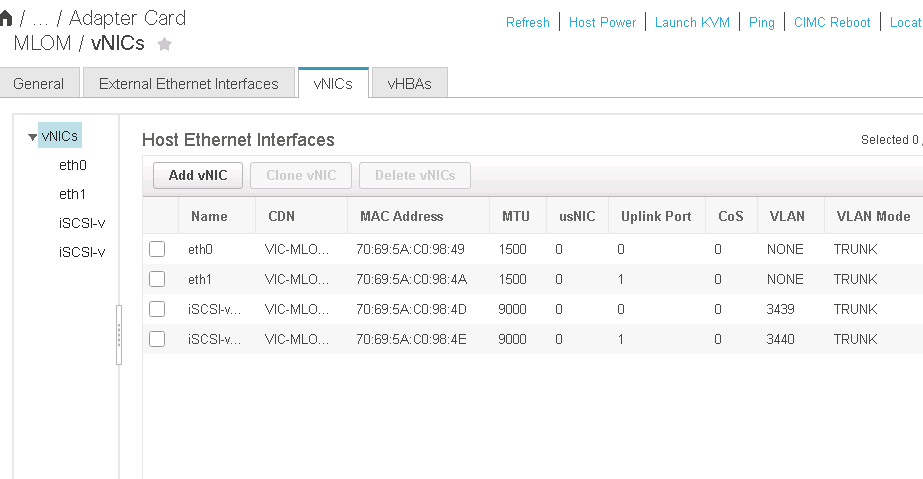 / ... / Adapter Card
MLOM / vNICs
Refresh | Host Power | Launch KVM | Ping | CIMC Reboot | Locat
General
External Ethernet Interfaces
vNICs
vHBAs
vNICs
eth0
eth1
iSCSI-v
iSCSI-v
Host Ethernet Interfaces
Selected 0
Add vNIC
Clone vNIC
Delete vNICs
Name CDN MAC Address MTU usNIC Uplink Port CoS VLAN VLAN Mode
eth0 VIC-MLO... 70:69:5A:C0:98:49 1500 0 0 0 NONE TRUNK
eth1 VIC-MLO... 70:69:5A:C0:98:4A 1500 0 1 0 NONE TRUNK
iSCSI-v... VIC-MLO... 70:69:5A:C0:98:4D 9000 0 0 0 3439 TRUNK
iSCSI-v... VIC-MLO... 70:69:5A:C0:98:4E 9000 0 1 0 3440 TRUNK